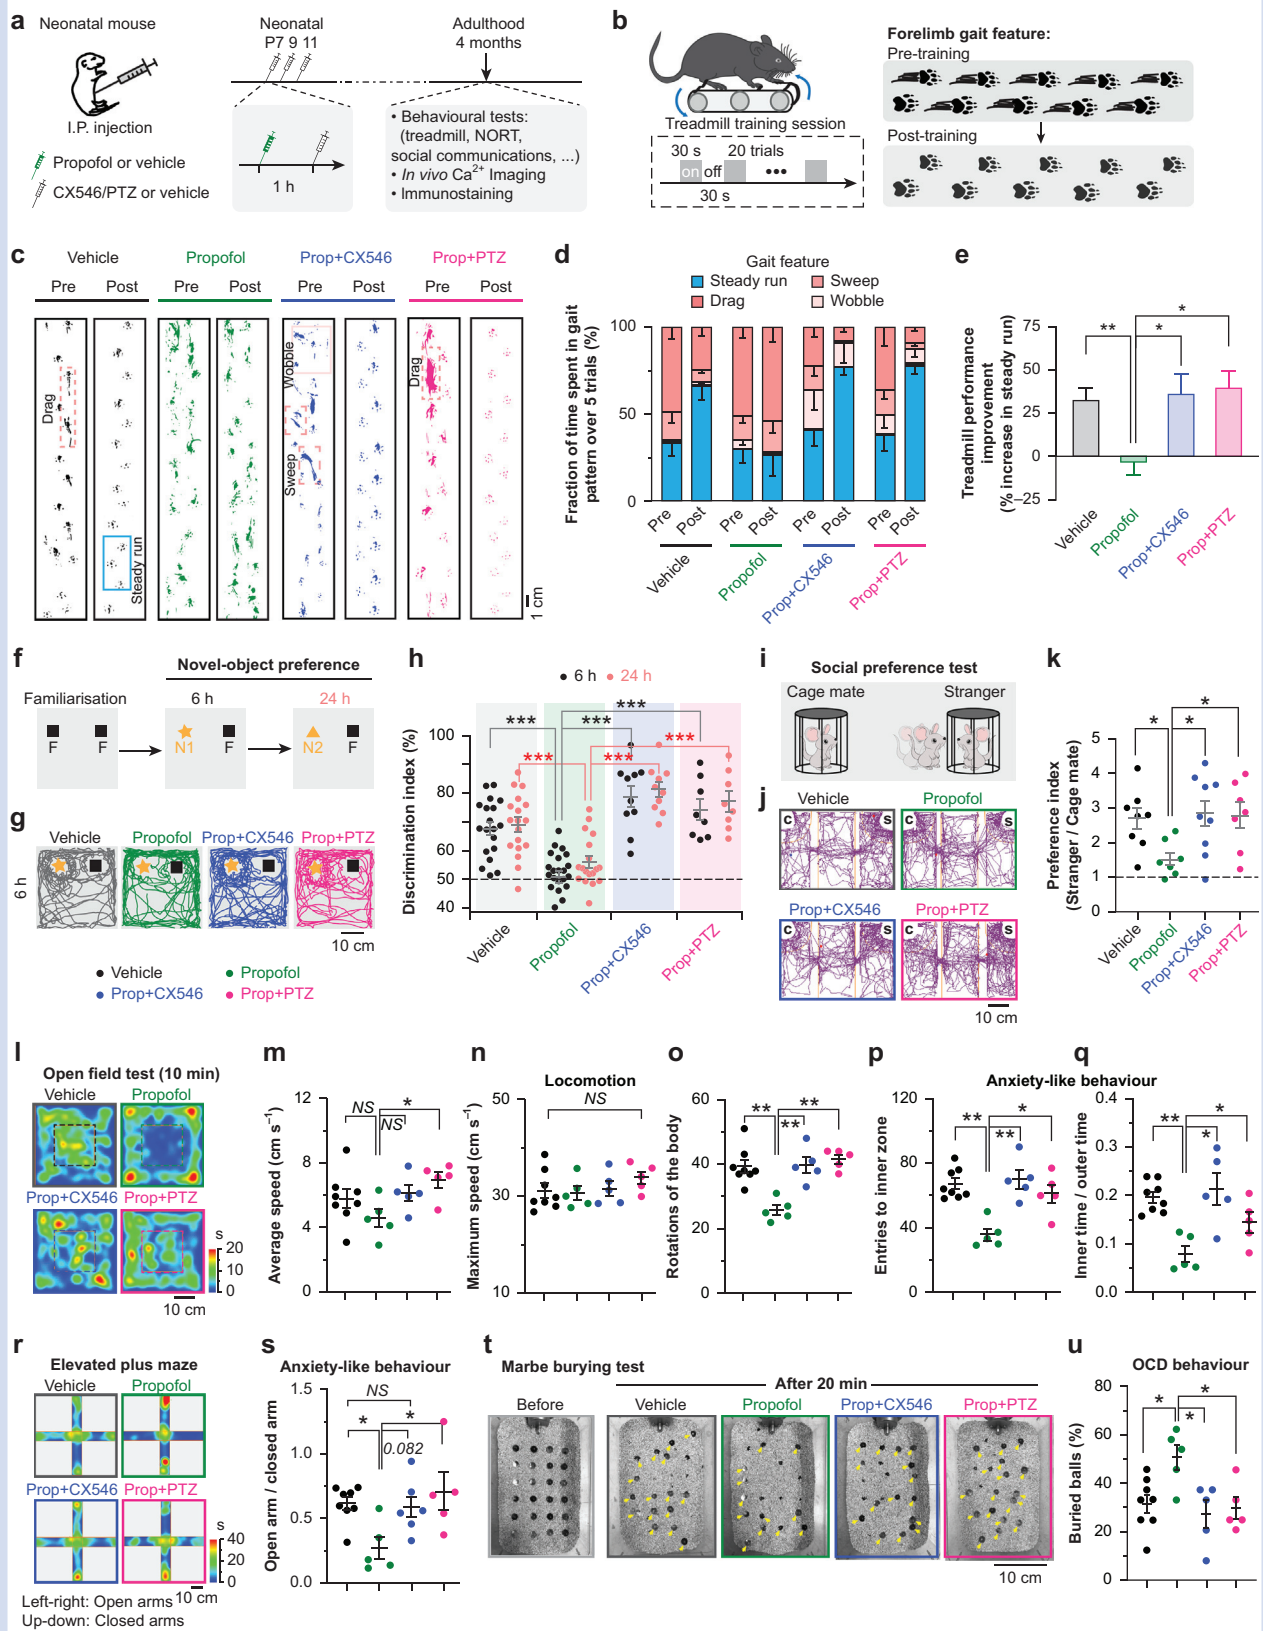 a
Neonatal mouse
I.P. injection
Propofol or vehicle
CX546/PTZ or vehicle
Neonatal
P7 9 11
Adulthood
4 months
1 h
• Behavioural tests:
(treadmill, NORT,
social communications, ...)
• In vivo Ca2+ Imaging
• Immunostaining
b
Treadmill training session
30 s
20 trials
on off
•••
30 s
Forelimb gait feature:
Pre-training
Post-training
c
Vehicle
Propofol
Prop+CX546
Prop+PTZ
Pre Post
Pre Post
Pre Post
Pre Post
Drag
Steady run
Wobble
Sweep
Drag
1 cm
d
Gait feature
Steady run
Sweep
Drag
Wobble
Fraction of time spent in gait
pattern over 5 trials (%)
100
50
0
Pre Post
Pre Post
Pre Post
Pre Post
Vehicle
Propofol
Prop+CX546
Prop+PTZ
e
Treadmill performance
improvement
(% increase in steady run)
75
50
25
0
−25
**
*
*
Vehicle
Propofol
Prop+CX546
Prop+PTZ
f
Novel-object preference
Familiarisation
6 h
24 h
F F
N1 F
N2 F
g
Vehicle
Propofol
Prop+CX546
Prop+PTZ
6 h
10 cm
Vehicle
Propofol
Prop+CX546
Prop+PTZ
h
6 h
24 h
Discrimination index (%)
100
80
60
50
40
***
***
***
***
***
***
Vehicle
Propofol
Prop+CX546
Prop+PTZ
i
Social preference test
Cage mate
Stranger
j
Vehicle
Propofol
c s
c s
Prop+CX546
Prop+PTZ
c s
c s
10 cm
k
Preference index
(Stranger / Cage mate)
5
4
3
2
1
0
*
*
*
Vehicle
Propofol
Prop+CX546
Prop+PTZ
l
Open field test (10 min)
Vehicle
Propofol
Prop+CX546
Prop+PTZ
s
20
10
0
10 cm
m
Average speed (cm s−1)
12
8
4
0
NS
NS
*
n
Locomotion
Maximum speed (cm s−1)
50
30
10
NS
o
Rotations of the body
60
40
20
0
**
**
**
p
Anxiety-like behaviour
Entries to inner zone
120
80
40
0
**
**
*
q
Inner time / outer time
0.4
0.3
0.2
0.1
0.0
**
*
*
r
Elevated plus maze
Vehicle
Propofol
Prop+CX546
Prop+PTZ
s
40
20
0
10 cm
Left-right: Open arms
Up-down: Closed arms
s
Anxiety-like behaviour
Open arm / closed arm
1.5
1.0
0.5
0.0
NS
*
*
0.082
t
Marbe burying test
After 20 min
Before
Vehicle
Propofol
Prop+CX546
Prop+PTZ
10 cm
u
OCD behaviour
Buried balls (%)
80
60
40
20
0
*
*
*